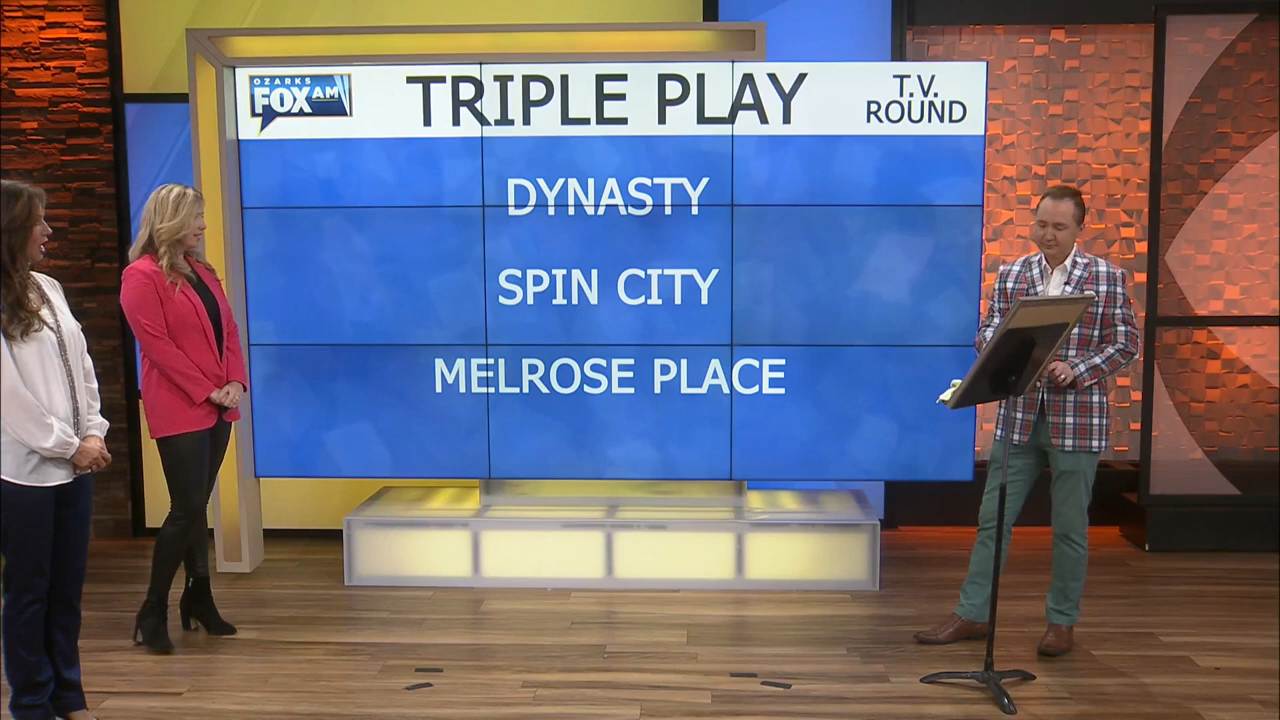 OZARKS
FOX AM
TRIPLE PLAY
T.V.
ROUND
DYNASTY
SPIN CITY
MELROSE PLACE